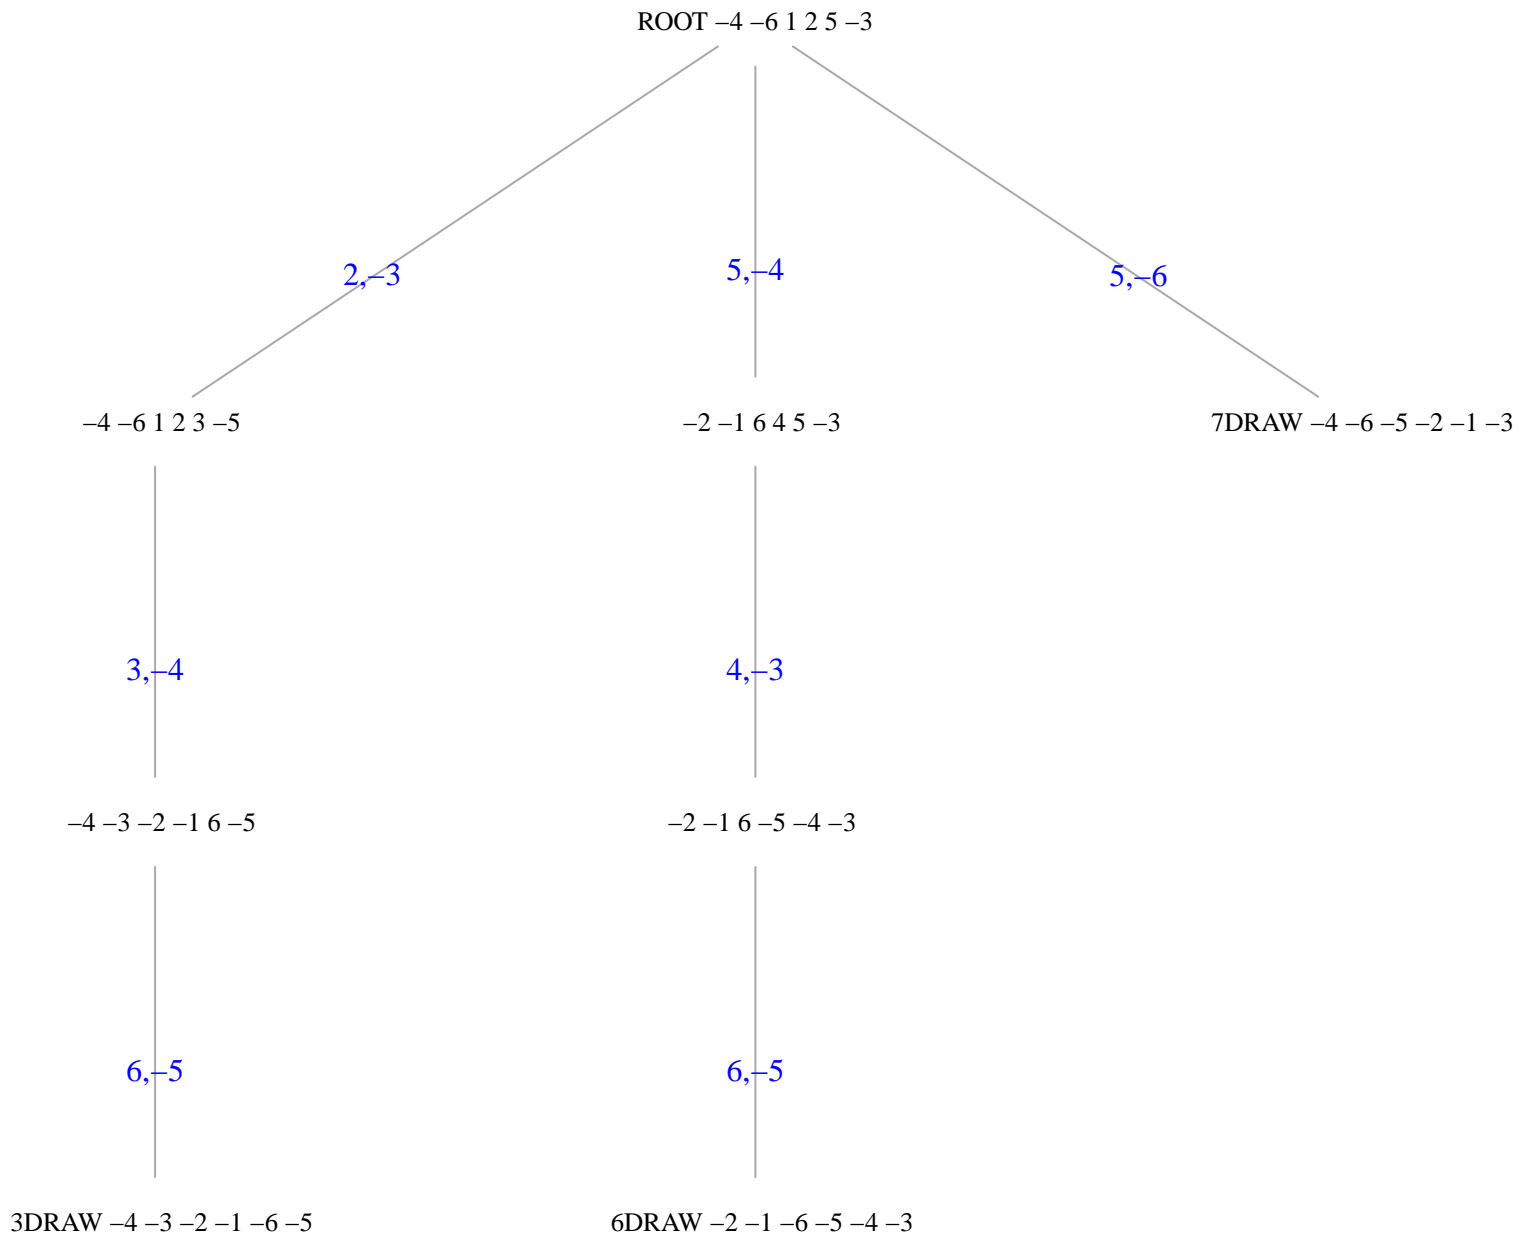 ROOT –4 –6 1 2 5 –3
2,–3
5,–4
5,–6
–4 –6 1 2 3 –5
–2 –1 6 4 5 –3
7DRAW –4 –6 –5 –2 –1 –3
3,–4
4,–3
–4 –3 –2 –1 6 –5
–2 –1 6 –5 –4 –3
6,–5
6,–5
3DRAW –4 –3 –2 –1 –6 –5
6DRAW –2 –1 –6 –5 –4 –3